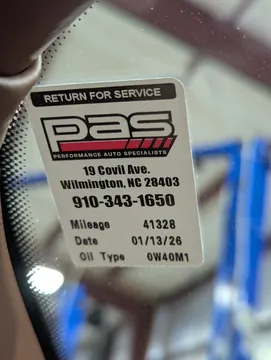 RETURN FOR SERVICE
pas
PERFORMANCE AUTO SPECIALISTS
19 Covil Ave.
Wilmington, NC 28403
910-343-1650
Mileage 41328
Date 01/13/26
Oil Type 0W40M1